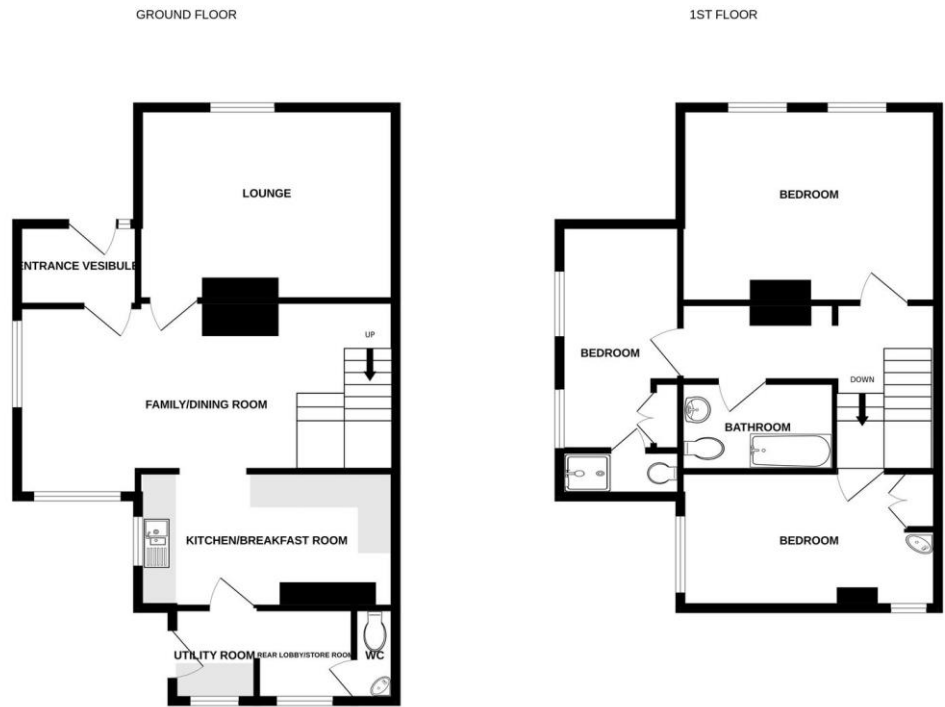 GROUND FLOOR
1ST FLOOR
LOUNGE
ENTRANCE VESIBULE
UP
FAMILY/DINING ROOM
KITCHEN/BREAKFAST ROOM
UTILITY ROOM
REAR LOBBY/STORE ROOM
WC
BEDROOM
BEDROOM
DOWN
BATHROOM
BEDROOM